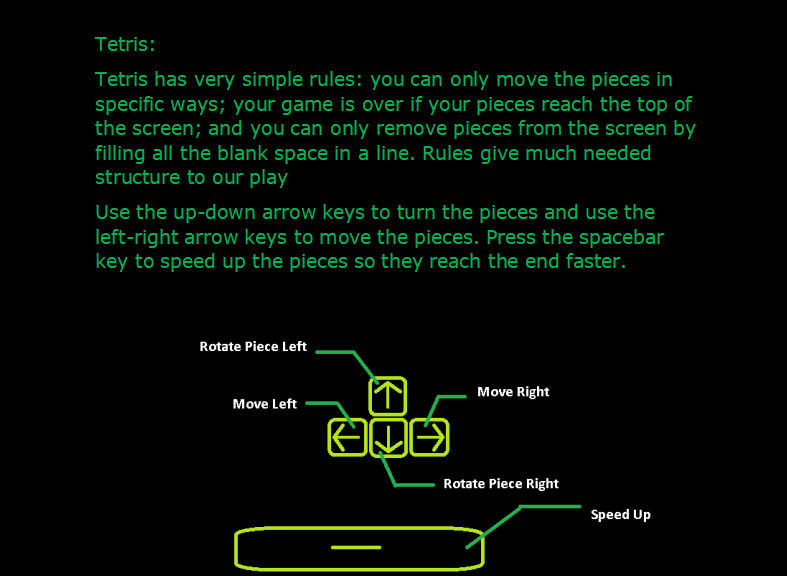 Tetris:
Tetris has very simple rules: you can only move the pieces in
specific ways; your game is over if your pieces reach the top of
the screen; and you can only remove pieces from the screen by
filling all the blank space in a line. Rules give much needed
structure to our play
Use the up-down arrow keys to turn the pieces and use the
left-right arrow keys to move the pieces. Press the spacebar
key to speed up the pieces so they reach the end faster.
Rotate Piece Left
Move Right
Move Left
Rotate Piece Right
Speed Up